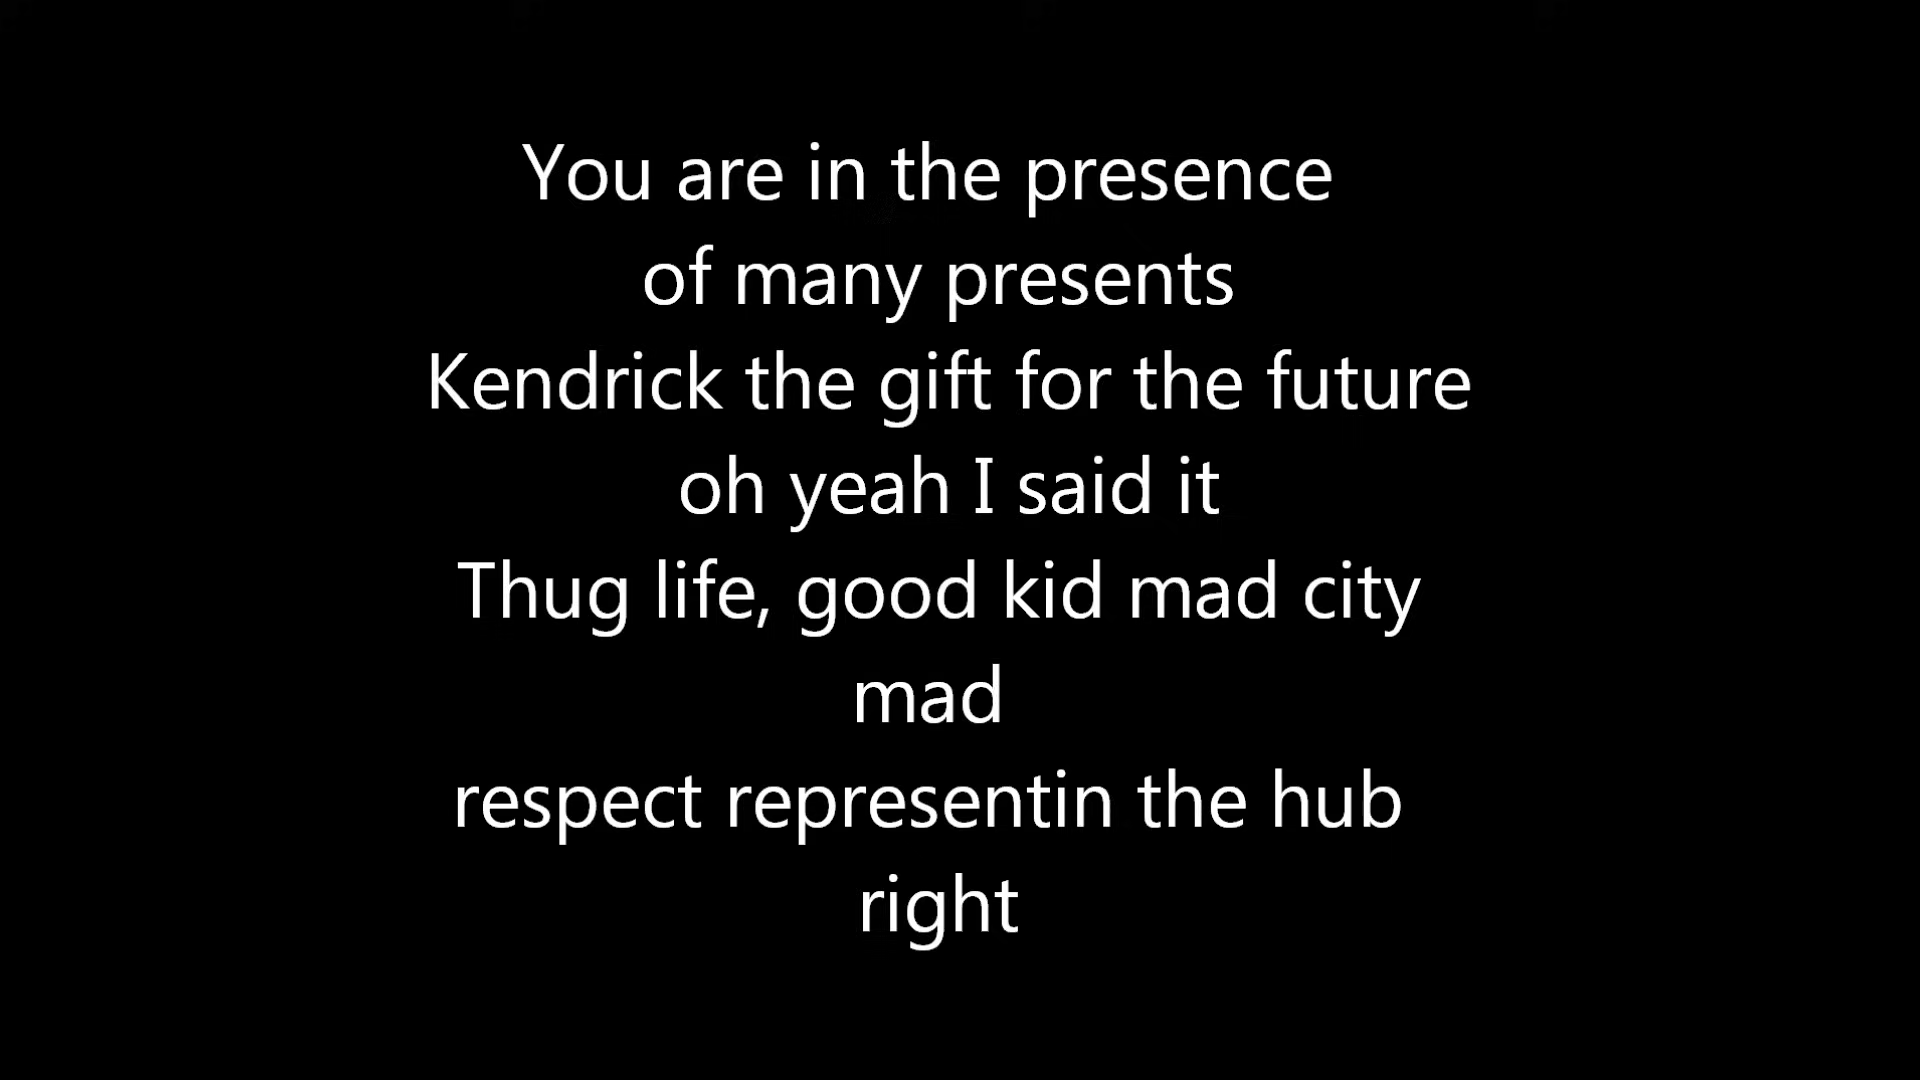 You are in the presence
of many presents
Kendrick the gift for the future
oh yeah I said it
Thug life, good kid mad city
mad
respect representin the hub
right